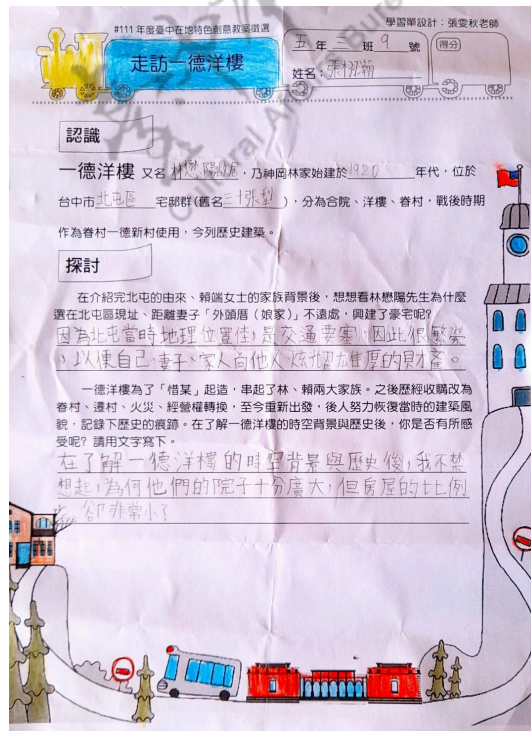 #111 年度臺中在地特色創意教案徵選
學習單設計：張雯秋老師
走訪一德洋樓
五 年 三 班 9 號
得分
姓名：張栩瀚
認識
一德洋樓 又名 林懋陽故居，乃神岡林家始建於1920年代，位於
台中市北屯區宅邸群(舊名三十張犁)，分為合院、洋樓、眷村，戰後時期
作為眷村一德新村使用，今列歷史建築。
探討
在介紹完北屯的由來、賴端女士的家族背景後，想想看林懋陽先生為什麼
選在北屯區現址、距離妻子「外頭厝（娘家）」不遠處，興建了豪宅呢?
因為北屯當時地理位置佳，是交通要塞，因此很繁榮
，以便自己、妻子、家人向他人炫耀雄厚的財產。
一德洋樓為了「惜某」起造，串起了林、賴兩大家族。之後歷經收購改為
眷村、遷村、火災、經營權轉換，至今重新出發，後人努力恢復當時的建築風
貌，記錄下歷史的痕跡。在了解一德洋樓的時空背景與歷史後，你是否有所感
受呢? 請用文字寫下。
在了解一德洋樓的時空背景與歷史後，我不禁
想起，為何他們的院子十分廣大，但房屋的比例
卻非常小了
Cultural Affairs Bure